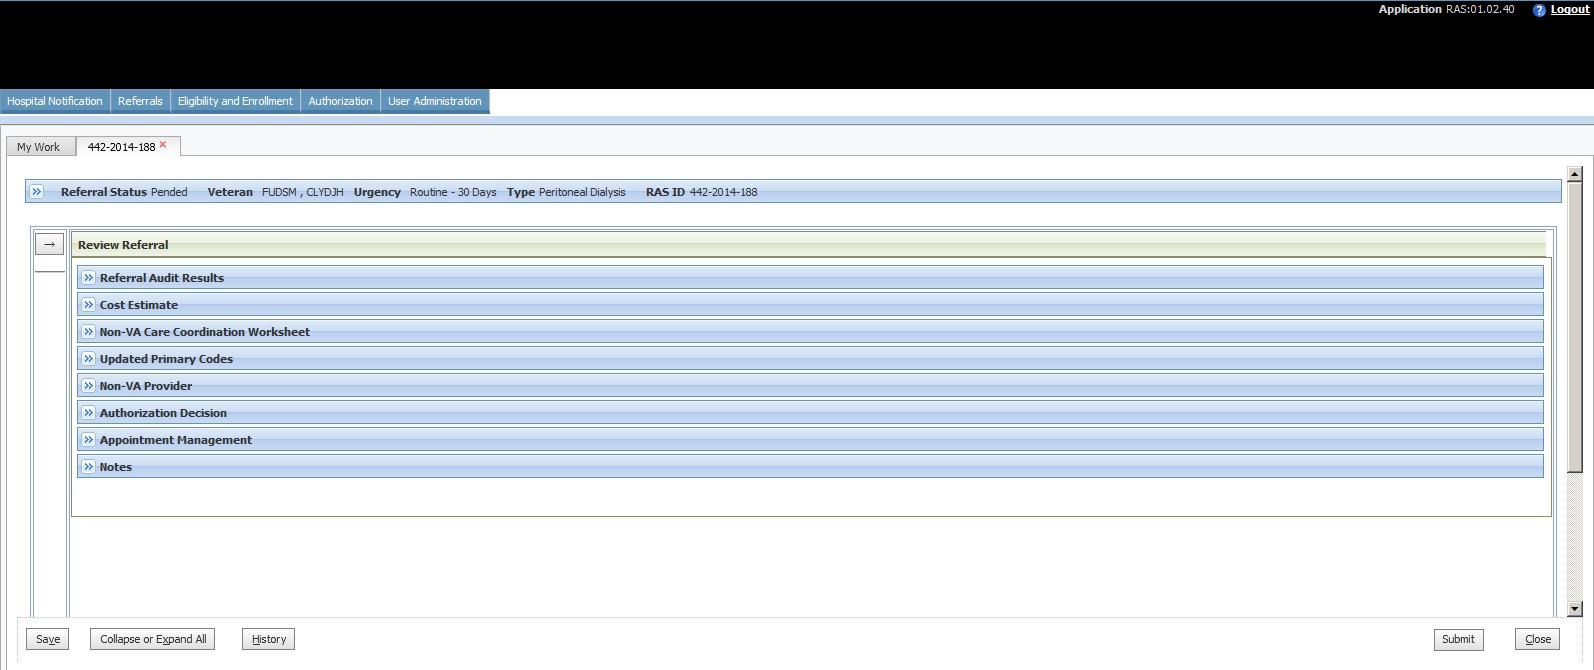 Application RAS:01.02.40 ? Logout
Hospital Notification Referrals Eligibility and Enrollment Authorization User Administration
My Work 442-2014-188
Referral Status Pended Veteran FUDSM , CLYDJH Urgency Routine - 30 Days Type Peritoneal Dialysis RAS ID 442-2014-188
→ Review Referral
Referral Audit Results
Cost Estimate
Non-VA Care Coordination Worksheet
Updated Primary Codes
Non-VA Provider
Authorization Decision
Appointment Management
Notes
Save Collapse or Expand All History Submit Close